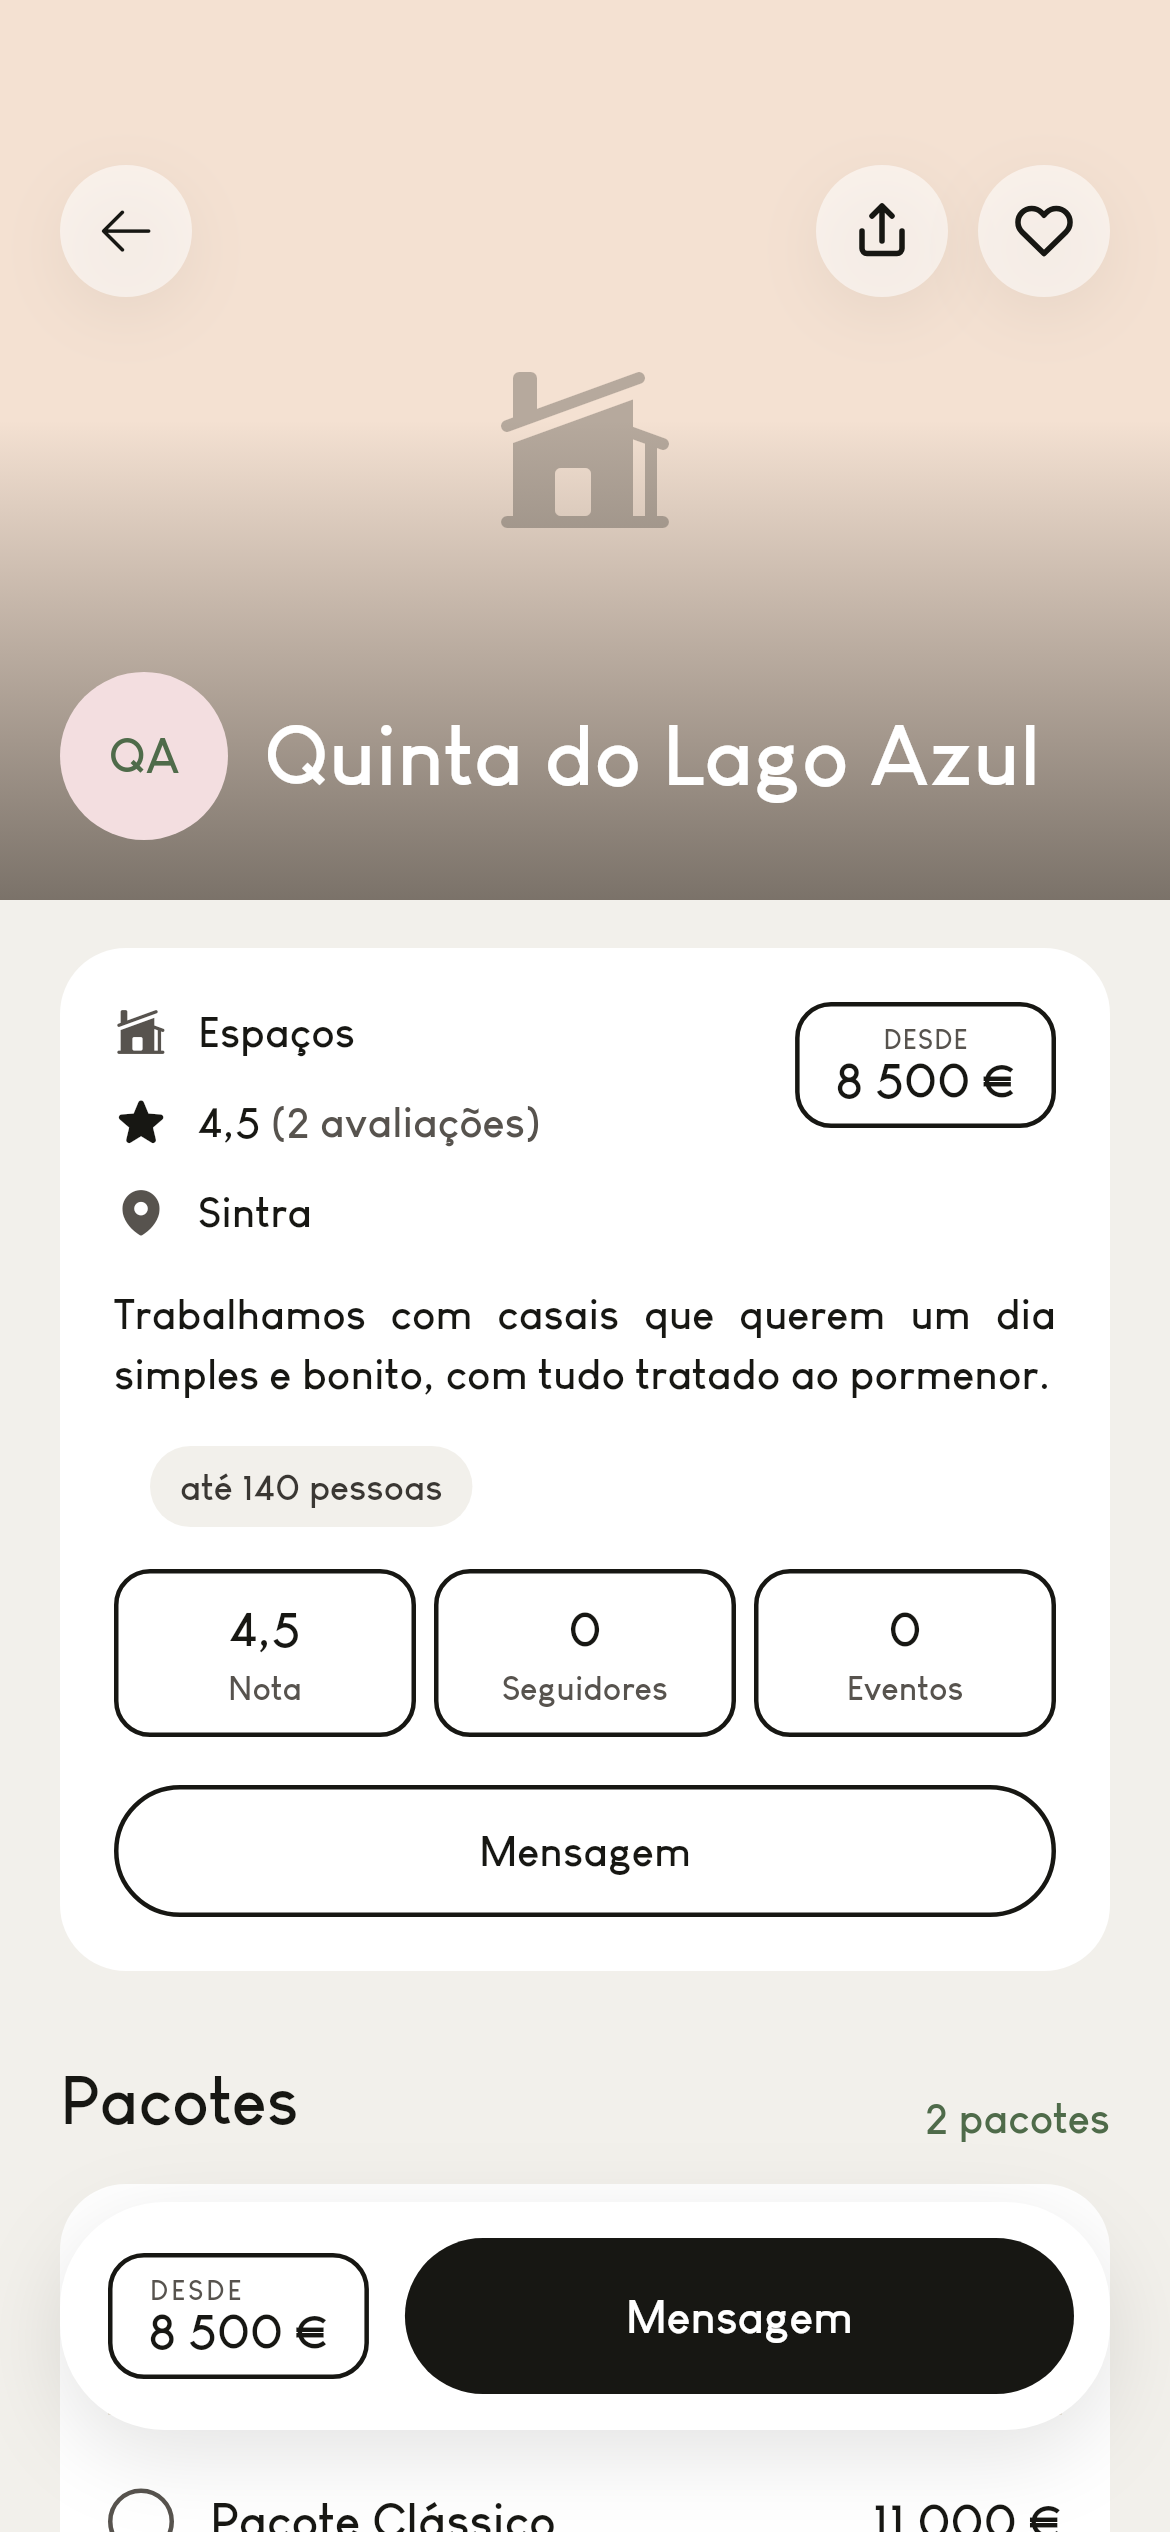 QA
Quinta do Lago Azul
Espaços
DESDE
8 500 €
4,5 (2 avaliações)
Sintra
Trabalhamos com casais que querem um dia
simples e bonito, com tudo tratado ao pormenor.
até 140 pessoas
4,5
Nota
0
Seguidores
0
Eventos
Mensagem
Pacotes
2 pacotes
DESDE
8 500 €
Mensagem
Pacote Clássico
11 000 €